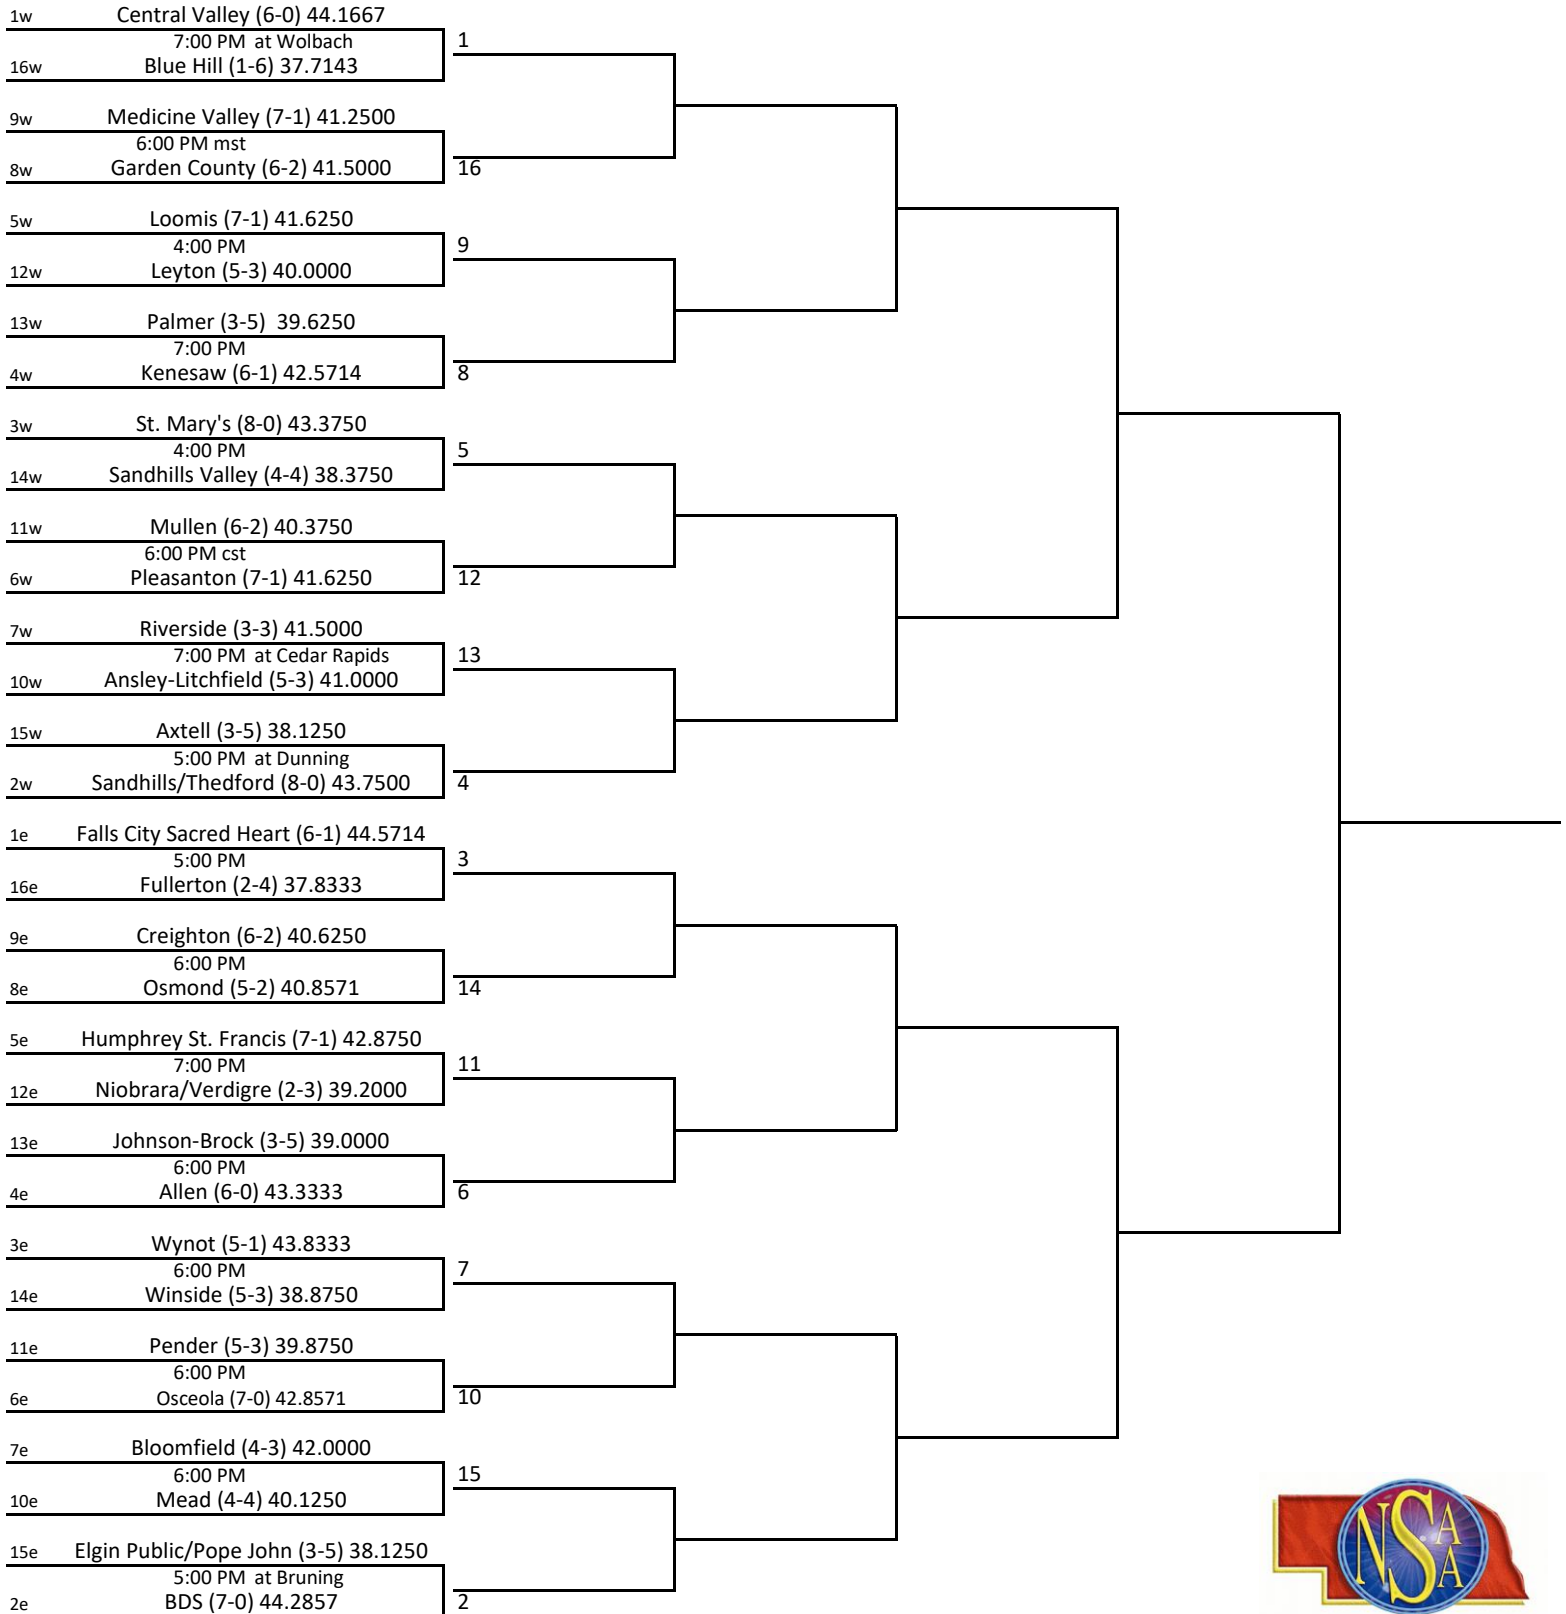 1w Central Valley (6-0) 44.1667
7:00 PM at Wolbach
1
16w Blue Hill (1-6) 37.7143
9w Medicine Valley (7-1) 41.2500
6:00 PM mst
8w Garden County (6-2) 41.5000
16
5w Loomis (7-1) 41.6250
4:00 PM
9
12w Leyton (5-3) 40.0000
13w Palmer (3-5) 39.6250
7:00 PM
4w Kenesaw (6-1) 42.5714
8
3w St. Mary's (8-0) 43.3750
4:00 PM
5
14w Sandhills Valley (4-4) 38.3750
11w Mullen (6-2) 40.3750
6:00 PM cst
6w Pleasanton (7-1) 41.6250
12
7w Riverside (3-3) 41.5000
7:00 PM at Cedar Rapids
13
10w Ansley-Litchfield (5-3) 41.0000
15w Axtell (3-5) 38.1250
5:00 PM at Dunning
2w Sandhills/Thedford (8-0) 43.7500
4
1e Falls City Sacred Heart (6-1) 44.5714
5:00 PM
3
16e Fullerton (2-4) 37.8333
9e Creighton (6-2) 40.6250
6:00 PM
8e Osmond (5-2) 40.8571
14
5e Humphrey St. Francis (7-1) 42.8750
7:00 PM
11
12e Niobrara/Verdigre (2-3) 39.2000
13e Johnson-Brock (3-5) 39.0000
6:00 PM
4e Allen (6-0) 43.3333
6
3e Wynot (5-1) 43.8333
6:00 PM
7
14e Winside (5-3) 38.8750
11e Pender (5-3) 39.8750
6:00 PM
6e Osceola (7-0) 42.8571
10
7e Bloomfield (4-3) 42.0000
6:00 PM
15
10e Mead (4-4) 40.1250
15e Elgin Public/Pope John (3-5) 38.1250
5:00 PM at Bruning
2e BDS (7-0) 44.2857
2
NSAA